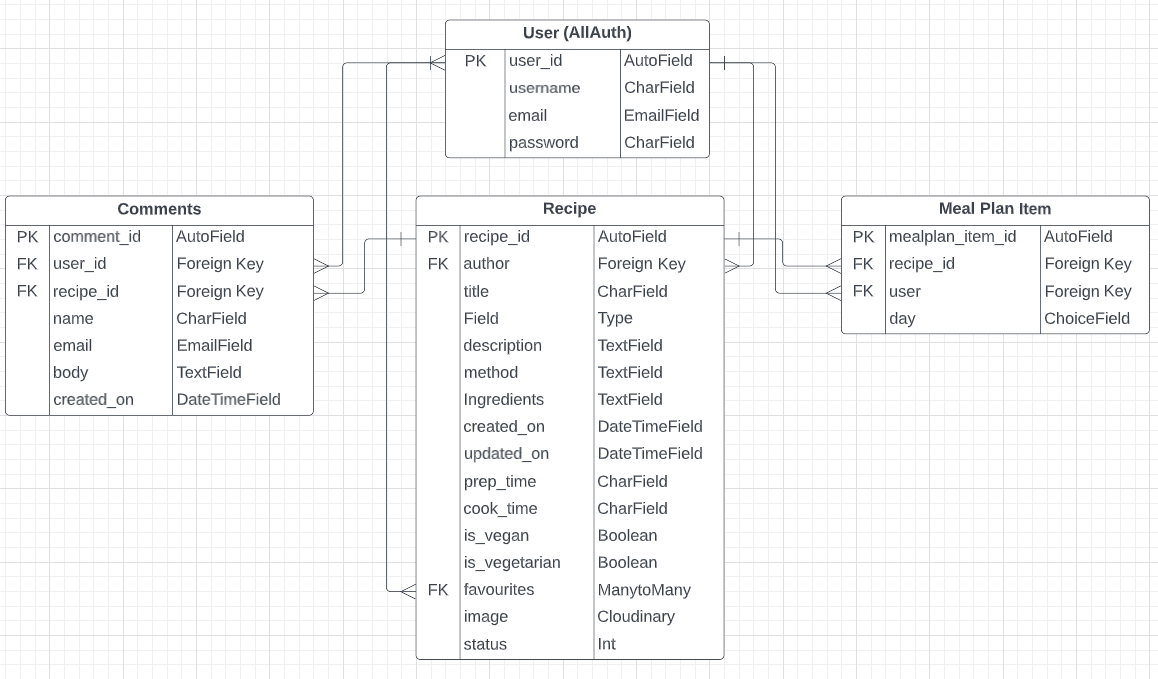 User (AllAuth)
PK user_id AutoField
username CharField
email EmailField
password CharField
Comments
PK comment_id AutoField
FK user_id Foreign Key
FK recipe_id Foreign Key
name CharField
email EmailField
body TextField
created_on DateTimeField
Recipe
PK recipe_id AutoField
FK author Foreign Key
title CharField
Field Type
description TextField
method TextField
Ingredients TextField
created_on DateTimeField
updated_on DateTimeField
prep_time CharField
cook_time CharField
is_vegan Boolean
is_vegetarian Boolean
FK favourites ManytoMany
image Cloudinary
status Int
Meal Plan Item
PK mealplan_item_id AutoField
FK recipe_id Foreign Key
FK user Foreign Key
day ChoiceField